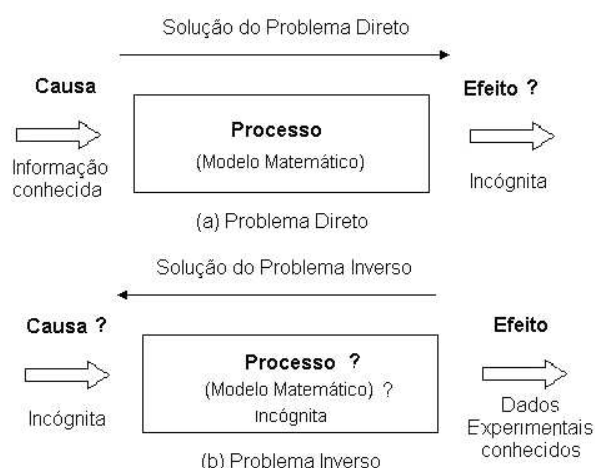 Solução do Problema Direto
Causa
Efeito ?
Processo
(Modelo Matemático)
Informação
conhecida
Incógnita
(a) Problema Direto
Solução do Problema Inverso
Causa ?
Efeito
Processo ?
(Modelo Matemático) ?
Incógnita
Incógnita
Dados
Experimentais
conhecidos
(b) Problema Inverso